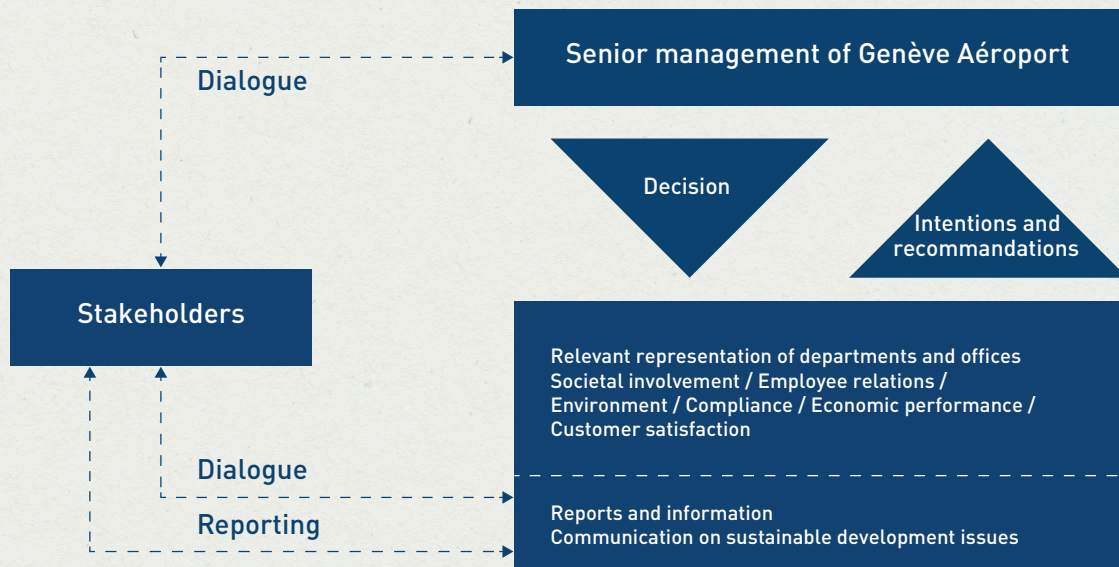 Senior management of Genève Aéroport
Dialogue
Decision
Intentions and
recommandations
Stakeholders
Relevant representation of departments and offices
Societal involvement / Employee relations /
Environment / Compliance / Economic performance /
Customer satisfaction
Dialogue
Reporting
Reports and information
Communication on sustainable development issues